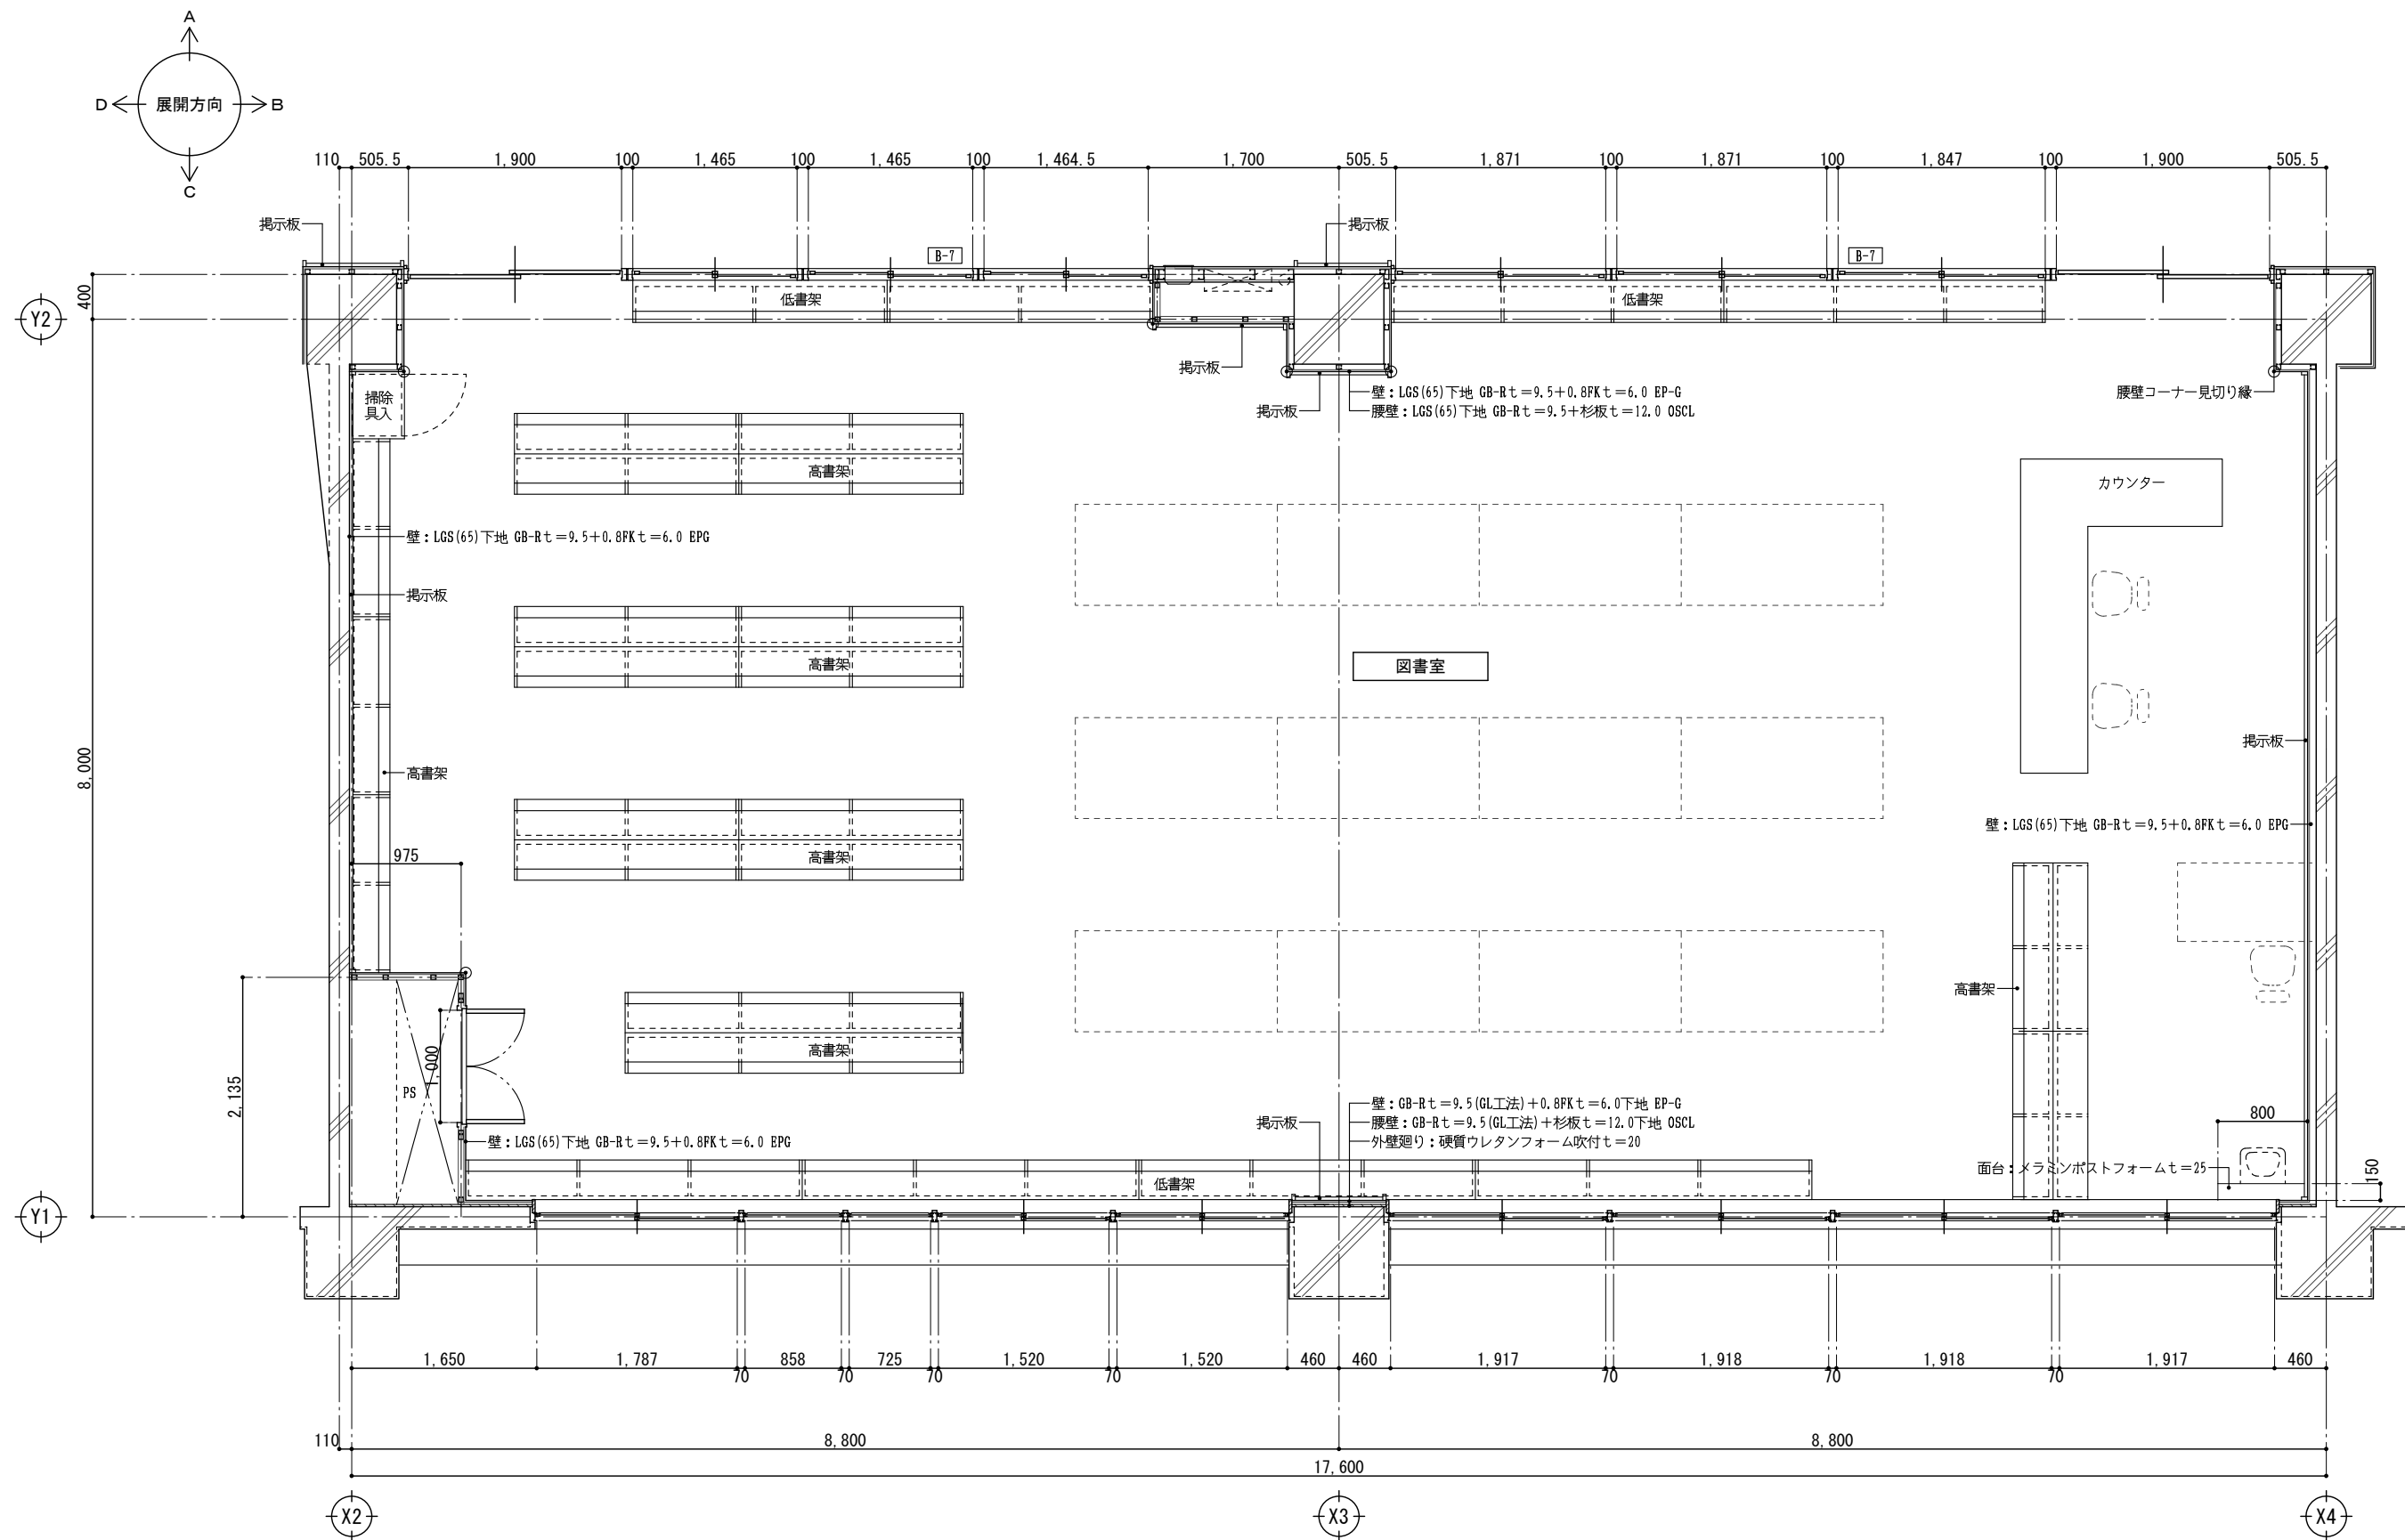 A
D 展開方向 B
C
110 505.5 1,900 100 1,465 100 1,465 100 1,464.5 1,700 505.5 1,871 100 1,871 100 1,847 100 1,900 505.5
掲示板 掲示板
B-7 B-7
400
Y2
低書架 低書架
掲示板
掃除
具入
壁：LGS(65)下地 GB-Rｔ＝9.5＋0.8FKｔ＝6.0 EP-G
掲示板 腰壁：LGS(65)下地 GB-Rｔ＝9.5＋杉板ｔ＝12.0 OSCL
腰壁コーナー見切り縁
高書架
カウンター
壁：LGS(65)下地 GB-Rｔ＝9.5＋0.8FKｔ＝6.0 EPG
掲示板
高書架
図書室
掲示板
8,000
高書架
壁：LGS(65)下地 GB-Rｔ＝9.5＋0.8FKｔ＝6.0 EPG
975
高書架
高書架
高書架
1,000
2,135
PS
壁：GB-Rｔ＝9.5(GL工法)＋0.8FKｔ＝6.0下地 EP-G
掲示板 腰壁：GB-Rｔ＝9.5(GL工法)＋杉板ｔ＝12.0下地 OSCL
外壁廻り：硬質ウレタンフォーム吹付ｔ＝20
800
壁：LGS(65)下地 GB-Rｔ＝9.5＋0.8FKｔ＝6.0 EPG
面台：メラミンポストフォームｔ＝25
150
低書架
Y1
1,650 1,787 858 725 1,520 1,520 460 460 1,917 1,918 1,918 1,917 460
70 70 70 70 70 70 70
110 8,800 8,800
17,600
X2 X3 X4